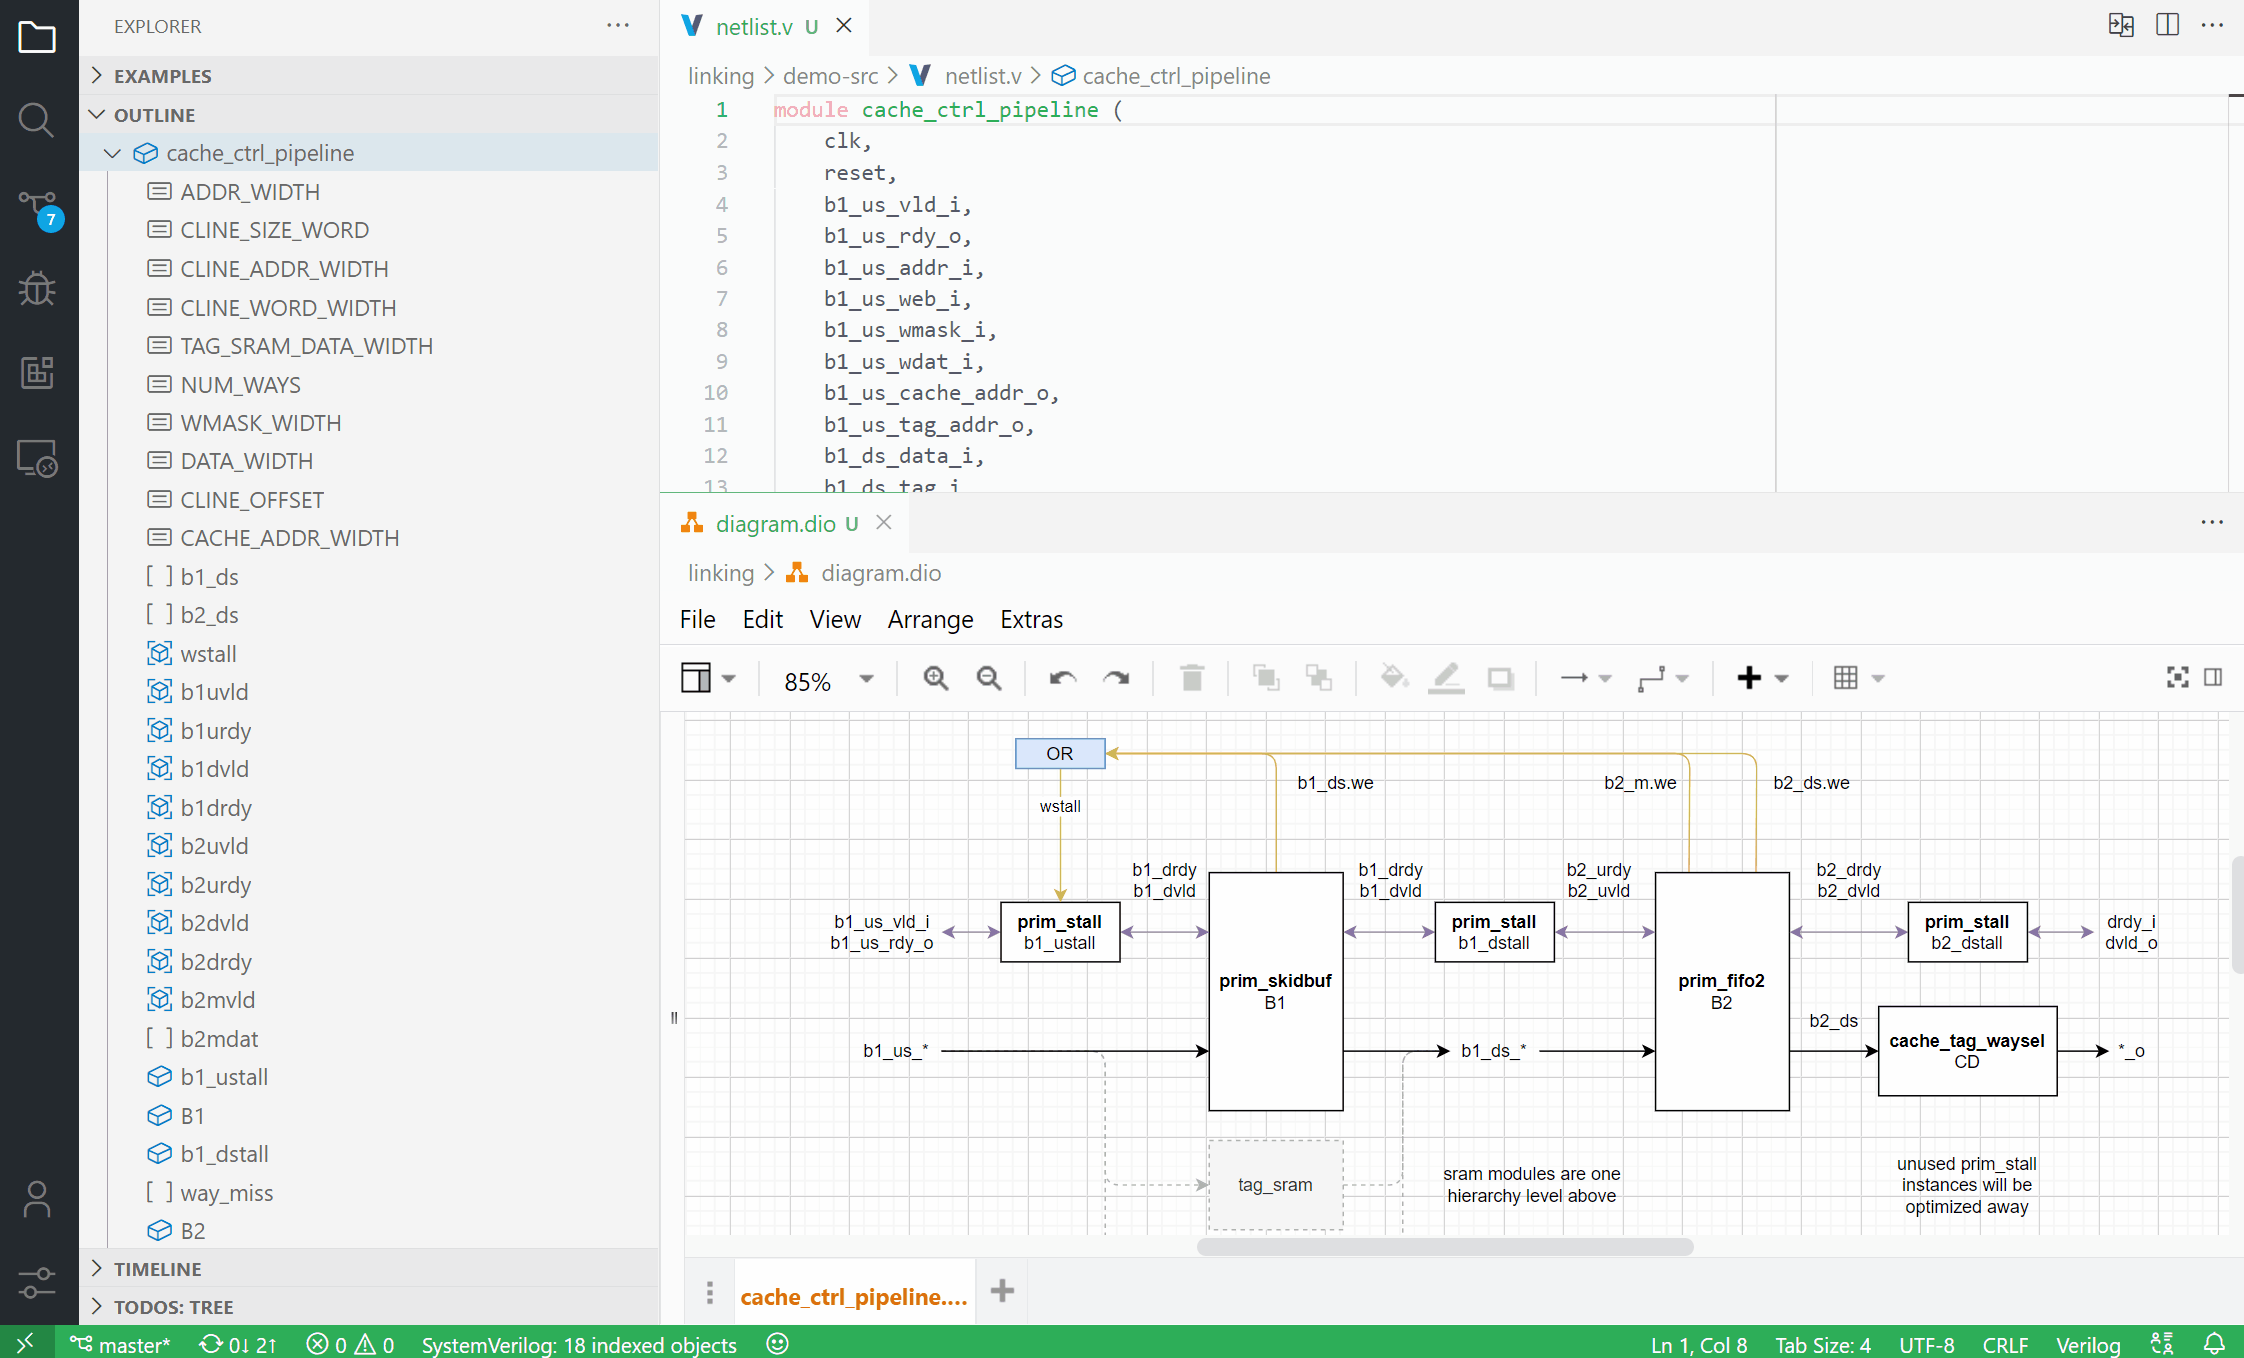 EXPLORER
EXAMPLES
OUTLINE
cache_ctrl_pipeline
ADDR_WIDTH
CLINE_SIZE_WORD
CLINE_ADDR_WIDTH
CLINE_WORD_WIDTH
TAG_SRAM_DATA_WIDTH
NUM_WAYS
WMASK_WIDTH
DATA_WIDTH
CLINE_OFFSET
CACHE_ADDR_WIDTH
[ ] b1_ds
[ ] b2_ds
wstall
b1uvld
b1urdy
b1dvld
b1drdy
b2uvld
b2urdy
b2dvld
b2drdy
b2mvld
[ ] b2mdat
b1_ustall
B1
b1_dstall
[ ] way_miss
B2
TIMELINE
TODOS: TREE
7
netlist.v U
linking > demo-src > netlist.v > cache_ctrl_pipeline
1 module cache_ctrl_pipeline (
2 clk,
3 reset,
4 b1_us_vld_i,
5 b1_us_rdy_o,
6 b1_us_addr_i,
7 b1_us_web_i,
8 b1_us_wmask_i,
9 b1_us_wdat_i,
10 b1_us_cache_addr_o,
11 b1_us_tag_addr_o,
12 b1_ds_data_i,
13 b1_ds_tag_i
diagram.dio U
linking > diagram.dio
File Edit View Arrange Extras
85%
OR
b1_ds.we
b2_m.we
b2_ds.we
wstall
b1_drdy
b1_dvld
b1_drdy
b1_dvld
b2_urdy
b2_uvld
b2_drdy
b2_dvld
b1_us_vld_i
b1_us_rdy_o
prim_stall
b1_ustall
prim_stall
b1_dstall
prim_stall
b2_dstall
drdy_i
dvld_o
prim_skidbuf
B1
prim_fifo2
B2
b2_ds
b1_us_*
b1_ds_*
cache_tag_waysel
CD
*_o
tag_sram
sram modules are one
hierarchy level above
unused prim_stall
instances will be
optimized away
cache_ctrl_pipeline....
master* 0↓ 2↑ 0 0 SystemVerilog: 18 indexed objects
Ln 1, Col 8 Tab Size: 4 UTF-8 CRLF Verilog